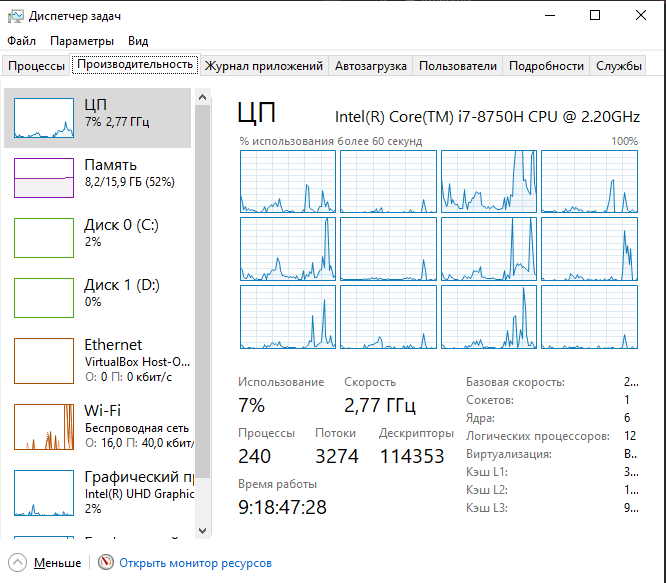 Диспетчер задач
Файл Параметры Вид
Процессы Производительность Журнал приложений Автозагрузка Пользователи Подробности Службы
ЦП
7% 2,77 ГГц
Память
8,2/15,9 ГБ (52%)
Диск 0 (C:)
2%
Диск 1 (D:)
0%
Ethernet
VirtualBox Host-O...
О: 0 П: 0 кбит/с
Wi-Fi
Беспроводная сеть
О: 16,0 П: 40,0 кбит/
Графический п
Intel(R) UHD Graphic
2%
ЦП Intel(R) Core(TM) i7-8750H CPU @ 2.20GHz
% использования более 60 секунд 100%
Использование Скорость
7% 2,77 ГГц
Процессы Потоки Дескрипторы
240 3274 114353
Время работы
9:18:47:28
Базовая скорость: 2...
Сокетов: 1
Ядра: 6
Логических процессоров: 12
Виртуализация: В..
Кэш L1: 3...
Кэш L2: 1...
Кэш L3: 9...
Меньше Открыть монитор ресурсов